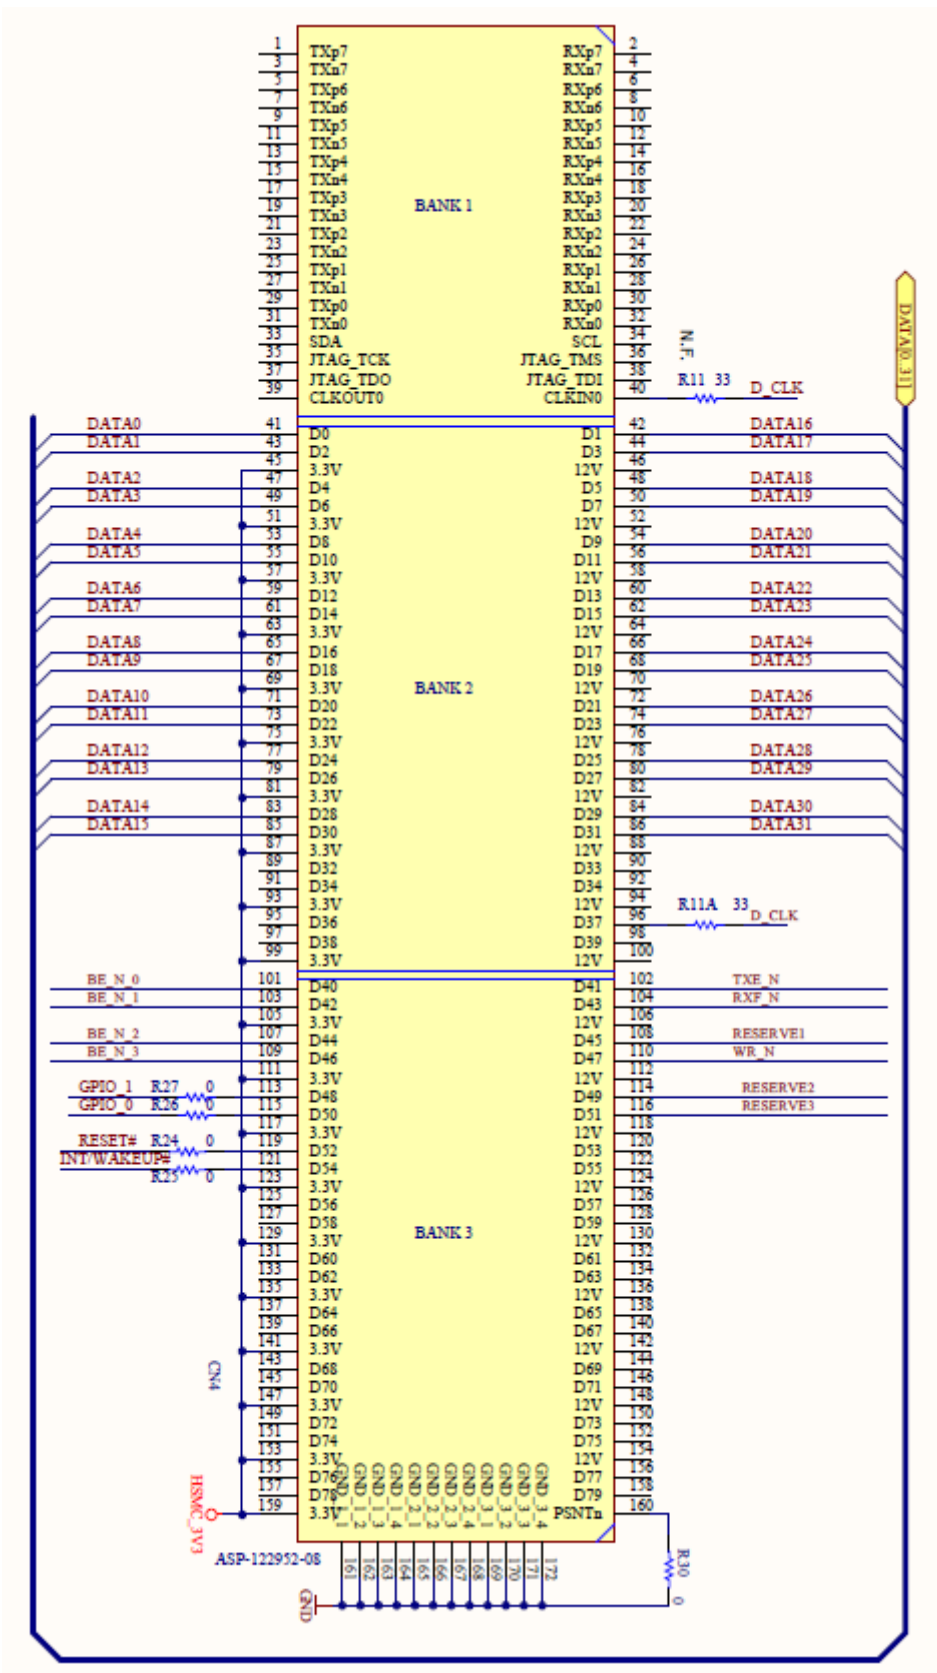 1 TXp7 RXp7 2
3 TXn7 RXn7 4
5 TXp6 RXp6 6
7 TXn6 RXn6 8
9 TXp5 RXp5 10
11 TXn5 RXn5 12
13 TXp4 RXp4 14
15 TXn4 RXn4 16
17 TXp3 RXp3 18
BANK 1
19 TXn3 RXn3 20
21 TXp2 RXp2 22
23 TXn2 RXn2 24
25 TXp1 RXp1 26
27 TXn1 RXn1 28
29 TXp0 RXp0 30
31 TXn0 RXn0 32
33 SDA SCL 34
35 JTAG_TCK JTAG_TMS 36
37 JTAG_TDO JTAG_TDI 38
39 CLKOUT0 CLKIN0 40 R11 33 D_CLK
N.F.
DATA[0..31]
DATA0 41 D0 D1 42 DATA16
DATA1 43 D2 D3 44 DATA17
45 3.3V 12V 46
DATA2 47 D4 D5 48 DATA18
DATA3 49 D6 D7 50 DATA19
51 3.3V 12V 52
DATA4 53 D8 D9 54 DATA20
DATA5 55 D10 D11 56 DATA21
57 3.3V 12V 58
DATA6 59 D12 D13 60 DATA22
DATA7 61 D14 D15 62 DATA23
63 3.3V 12V 64
DATA8 65 D16 D17 66 DATA24
DATA9 67 D18 D19 68 DATA25
69 3.3V BANK 2 12V 70
DATA10 71 D20 D21 72 DATA26
DATA11 73 D22 D23 74 DATA27
75 3.3V 12V 76
DATA12 77 D24 D25 78 DATA28
DATA13 79 D26 D27 80 DATA29
81 3.3V 12V 82
DATA14 83 D28 D29 84 DATA30
DATA15 85 D30 D31 86 DATA31
87 3.3V 12V 88
89 D32 D33 90
91 D34 D34 92
93 3.3V 12V 94
95 D36 D37 96 R11A 33 D_CLK
97 D38 D39 98
99 3.3V 12V 100
BE_N_0 101 D40 D41 102 TXE_N
BE_N_1 103 D42 D43 104 RXF_N
105 3.3V 12V 106
BE_N_2 107 D44 D45 108 RESERVE1
BE_N_3 109 D46 D47 110 WR_N
111 3.3V 12V 112
GPIO_1 R27 0 113 D48 D49 114 RESERVE2
GPIO_0 R26 0 115 D50 D51 116 RESERVE3
117 3.3V 12V 118
RESET# R24 0 119 D52 D53 120
INT/WAKEUP# R25 0 121 D54 D55 122
123 3.3V 12V 124
125 D56 D57 126
127 D58 D59 128
129 3.3V BANK 3 12V 130
131 D60 D61 132
133 D62 D63 134
135 3.3V 12V 136
137 D64 D65 138
139 D66 D67 140
141 3.3V 12V 142
143 D68 D69 144
145 D70 D71 146
147 3.3V 12V 148
149 D72 D73 150
151 D74 D75 152
153 3.3V 12V 154
155 D76 D77 156
157 D78 D79 158
159 3.3V PSNTn 160
CN4
HSMC_3V3
GND_1_1
GND_1_2
GND_1_3
GND_1_4
GND_2_1
GND_2_2
GND_2_3
GND_2_4
GND_3_1
GND_3_2
GND_3_3
GND_3_4
ASP-122952-08
161 162 163 164 165 166 167 168 169 170 171 172
R30 0
GND